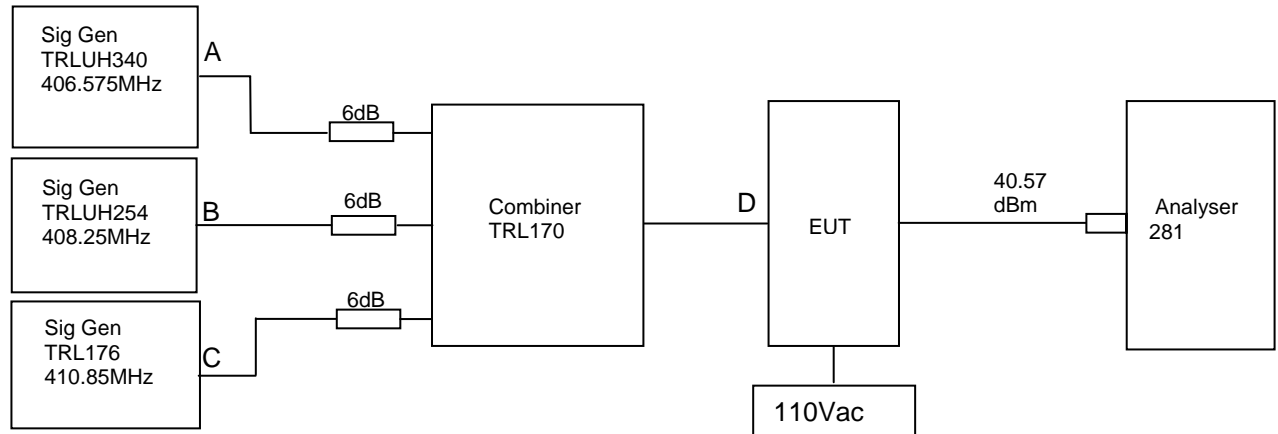 Sig Gen
TRLUH340
406.575MHz
A
6dB
Sig Gen
TRLUH254
408.25MHz
B
6dB
Sig Gen
TRL176
410.85MHz
C
6dB
Combiner
TRL170
D
EUT
110Vac
40.57
dBm
Analyser
281